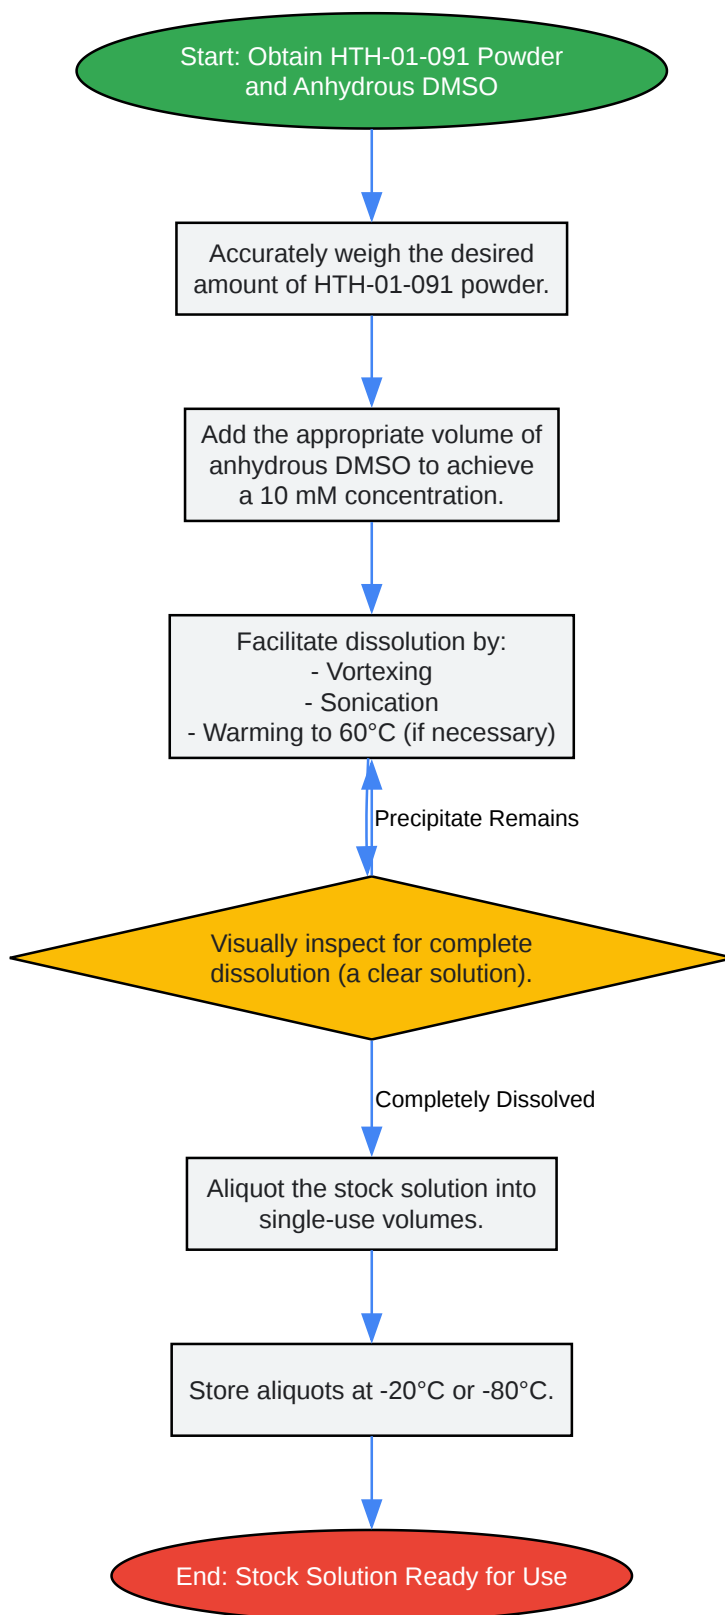 Start: Obtain HTH-01-091 Powder
and Anhydrous DMSO
Accurately weigh the desired
amount of HTH-01-091 powder.
Add the appropriate volume of
anhydrous DMSO to achieve
a 10 mM concentration.
Facilitate dissolution by:
- Vortexing
- Sonication
- Warming to 60°C (if necessary)
Precipitate Remains
Visually inspect for complete
dissolution (a clear solution).
Completely Dissolved
Aliquot the stock solution into
single-use volumes.
Store aliquots at -20°C or -80°C.
End: Stock Solution Ready for Use